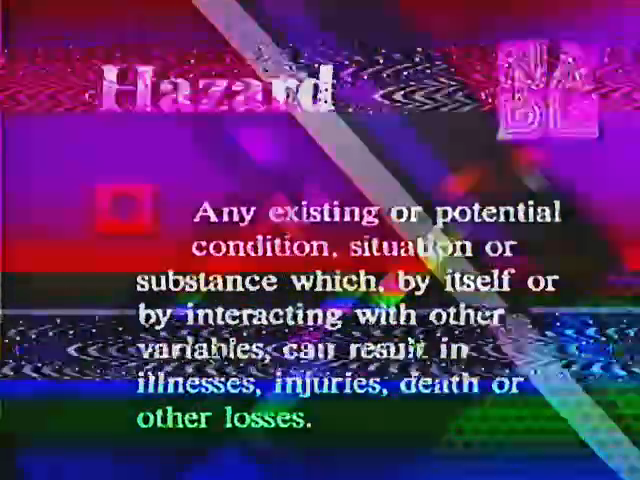 Hazard
Any existing or potential
condition, situation or
substance which, by itself or
by interacting with other
variables, can result in
illnesses, injuries, death or
other losses.